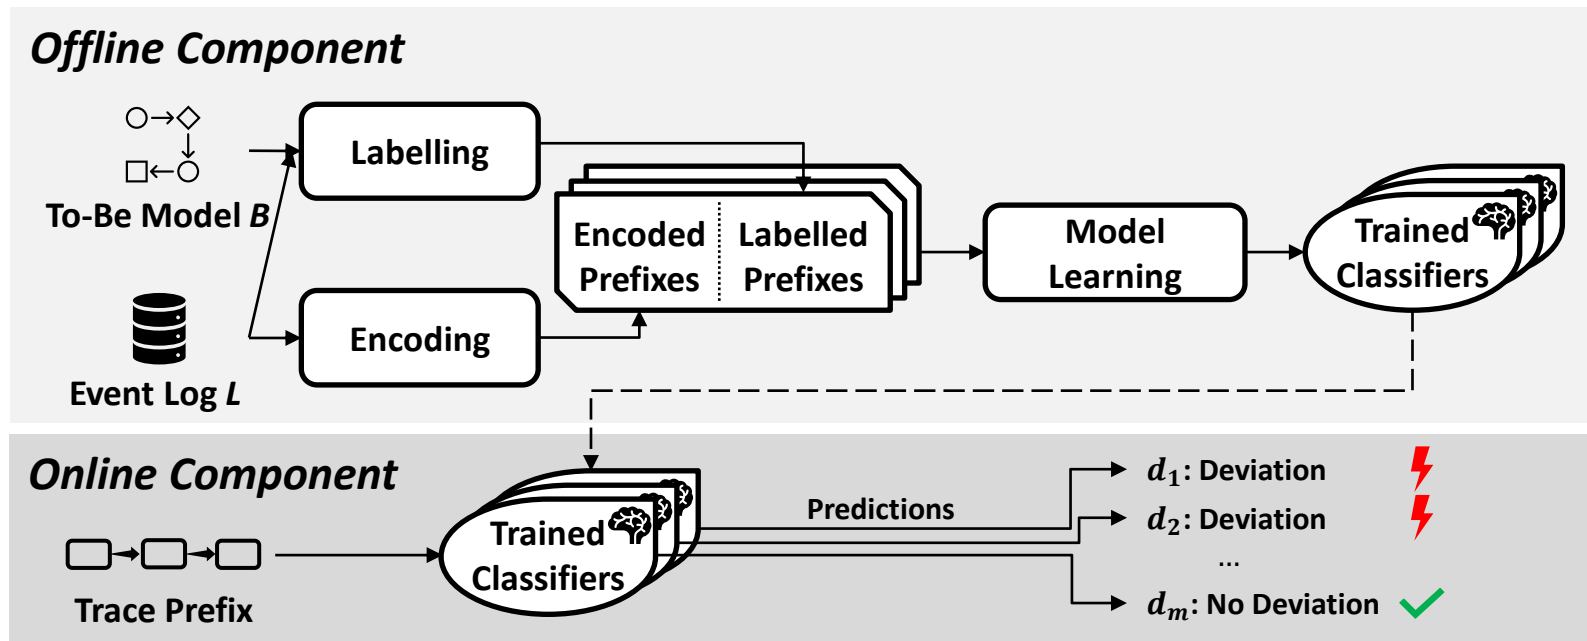 Offline Component
Labelling
To-Be Model B
Encoded
Prefixes
Labelled
Prefixes
Model
Learning
Trained
Classifiers
Encoding
Event Log L
Online Component
Trace Prefix
Trained
Classifiers
Predictions
d₁: Deviation
d₂: Deviation
...
dₘ: No Deviation